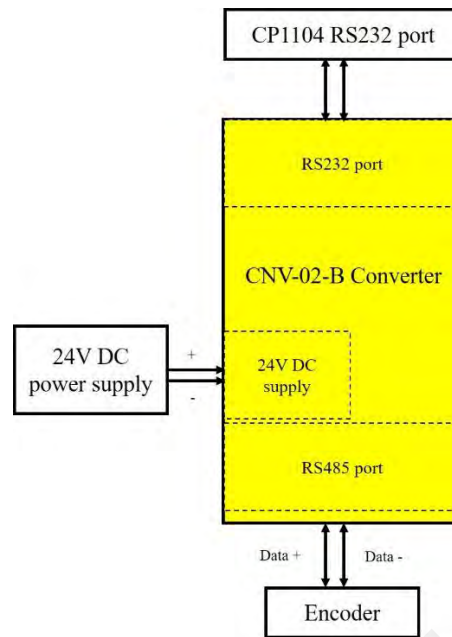 CP1104 RS232 port
RS232 port
CNV-02-B Converter
24V DC
power supply
+
-
24V DC
supply
RS485 port
Data +
Data -
Encoder